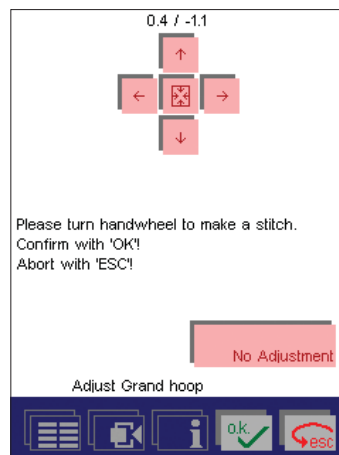 0.4 / -1.1
Please turn handwheel to make a stitch.
Confirm with 'OK'!
Abort with 'ESC'!
No Adjustment
Adjust Grand hoop
i
o.k.
esc